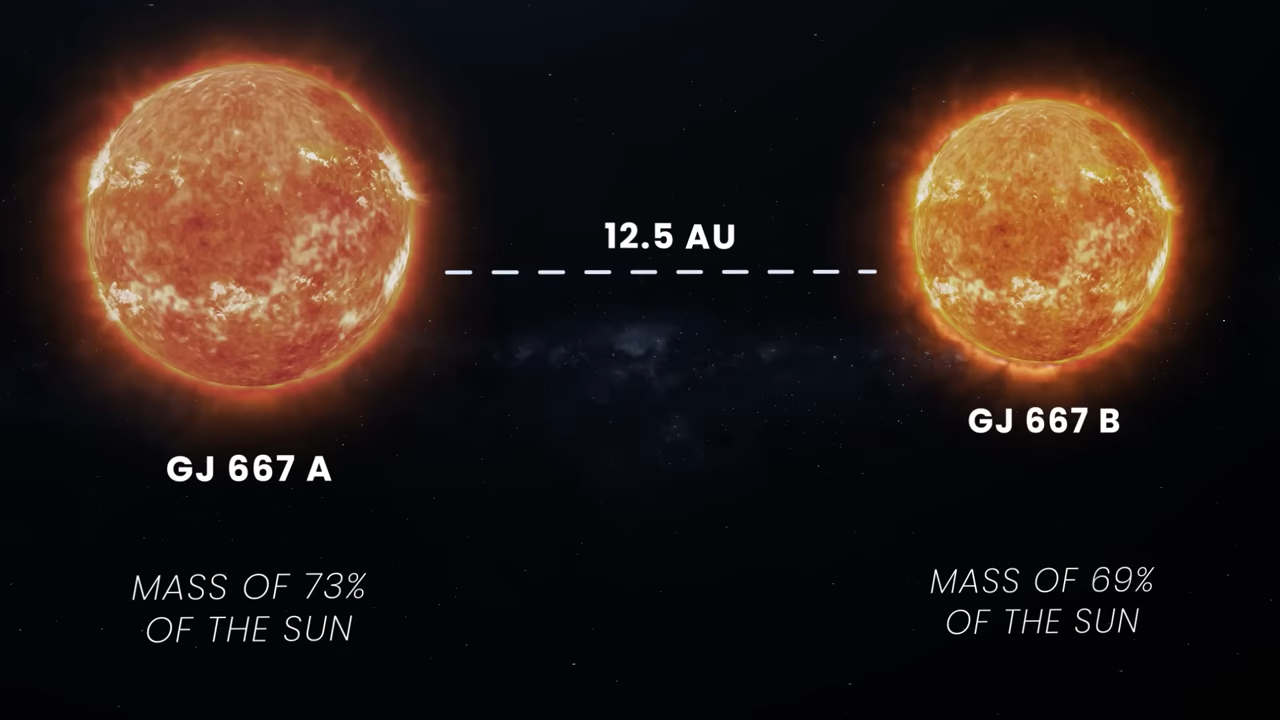 12.5 AU
GJ 667 A
GJ 667 B
MASS OF 73%
OF THE SUN
MASS OF 69%
OF THE SUN